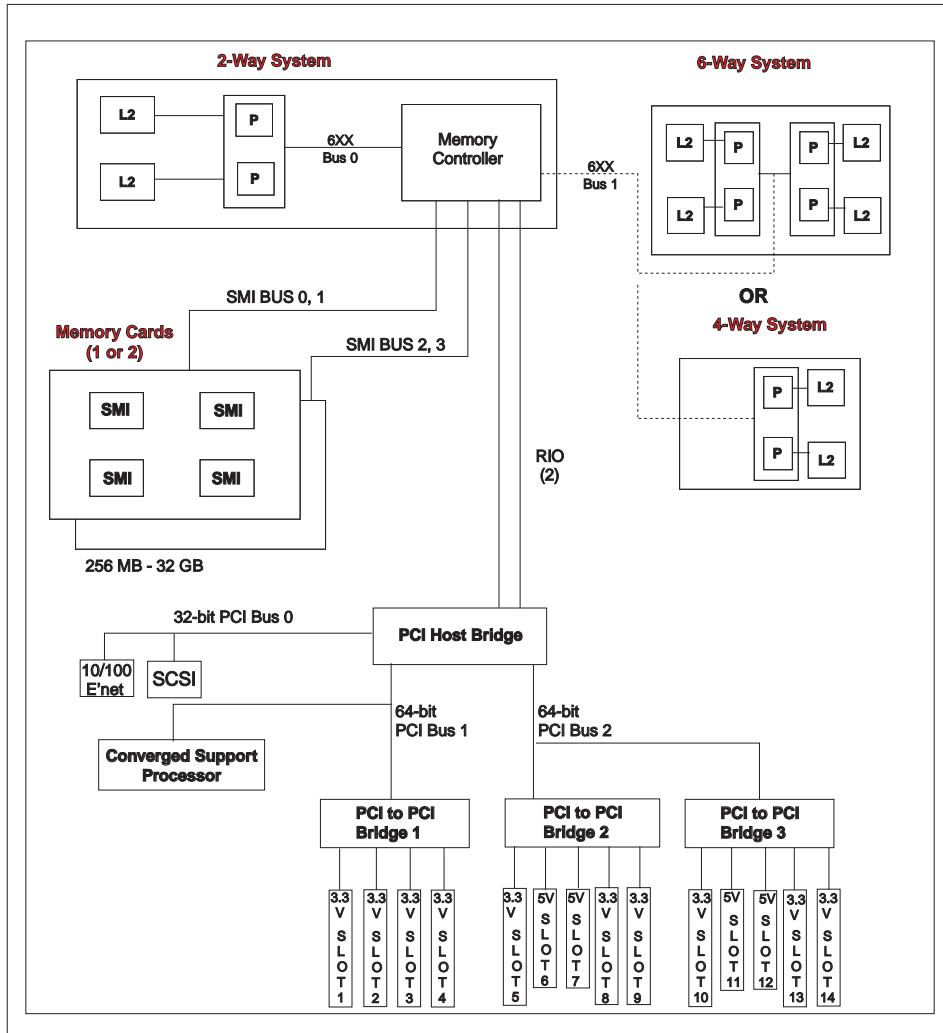 2-Way System
6-Way System
L2
P
L2
P
6XX
Bus 0
Memory
Controller
6XX
Bus 1
L2
P
P
L2
L2
P
P
L2
OR
4-Way System
P
L2
P
L2
SMI BUS 0, 1
SMI BUS 2, 3
Memory Cards
(1 or 2)
SMI
SMI
SMI
SMI
256 MB - 32 GB
RIO
(2)
32-bit PCI Bus 0
PCI Host Bridge
10/100
E'net
SCSI
64-bit
PCI Bus 1
64-bit
PCI Bus 2
Converged Support
Processor
PCI to PCI
Bridge 1
PCI to PCI
Bridge 2
PCI to PCI
Bridge 3
3.3 V SLOT 1
3.3 V SLOT 2
3.3 V SLOT 3
3.3 V SLOT 4
3.3 V SLOT 5
5V SLOT 6
5V SLOT 7
3.3 V SLOT 8
3.3 V SLOT 9
3.3 V SLOT 10
5V SLOT 11
5V SLOT 12
3.3 V SLOT 13
3.3 V SLOT 14